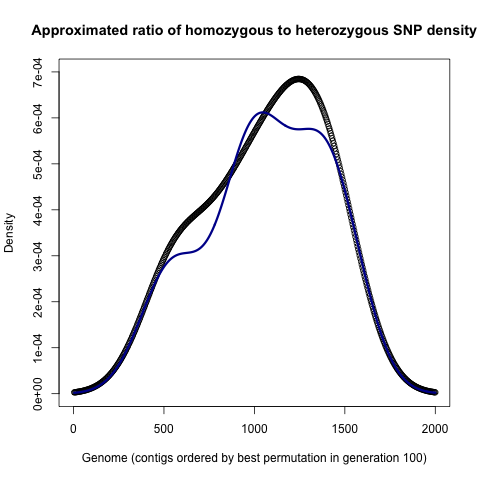 Approximated ratio of homozygous to heterozygous SNP density
Density
7e-04
6e-04
5e-04
4e-04
3e-04
2e-04
1e-04
0e+00
0 500 1000 1500 2000
Genome (contigs ordered by best permutation in generation 100)